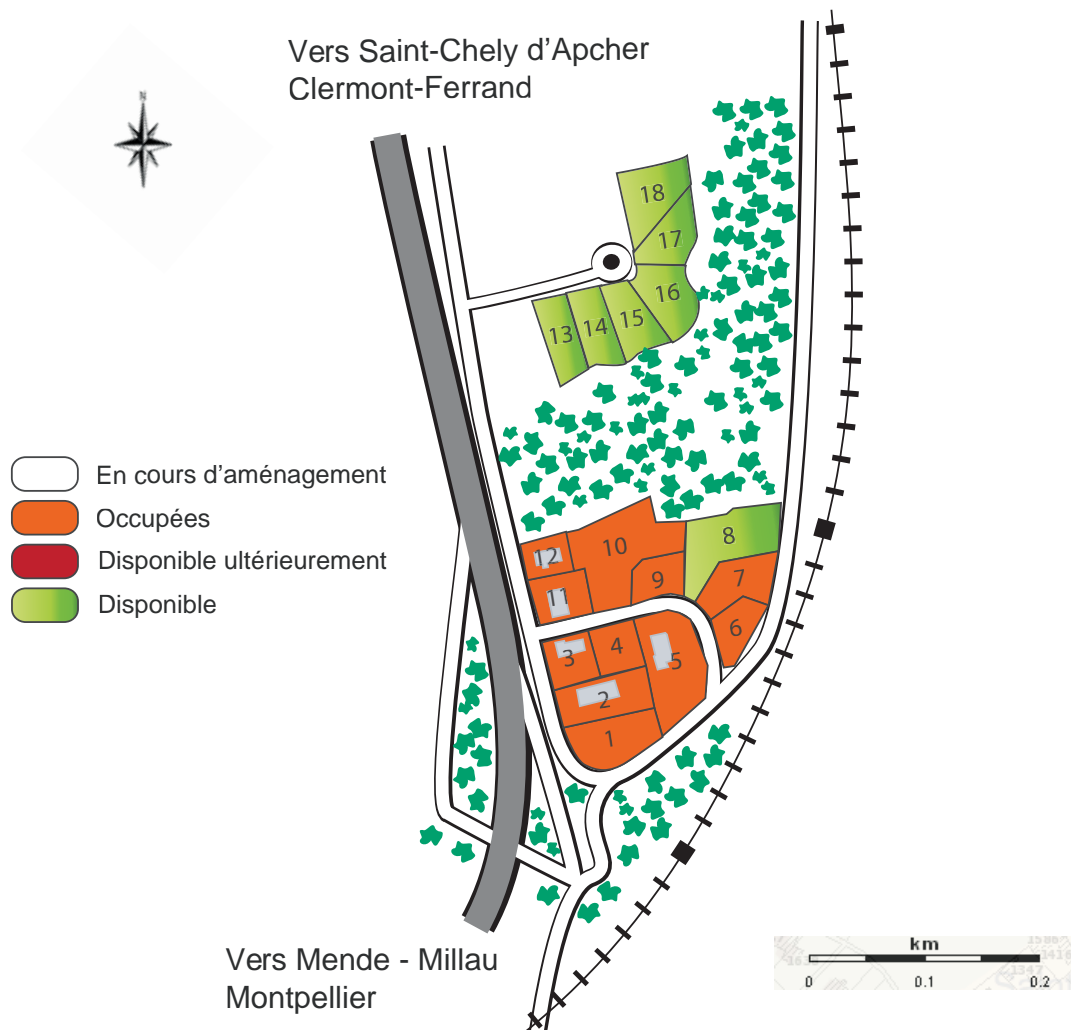 N
Vers Saint-Chely d'Apcher
Clermont-Ferrand
18
17
16
15
14
13
En cours d'aménagement
Occupées
Disponible ultérieurement
Disponible
8
10
12
7
9
11
6
4
3
5
2
1
Vers Mende - Millau
Montpellier
km
0 0.1 0.2